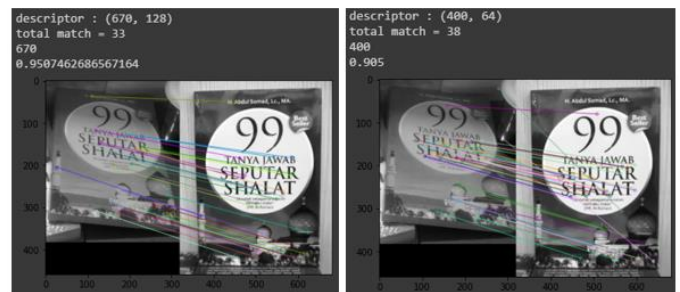 descriptor : (670, 128)
total match = 33
670
0.9507462686567164
0
100
200
300
400
0 100 200 300 400 500 600
99
TANYA JAWAB
SEPUTAR
SHALAT
H. Abdul Somad, Lc., MA.
Best
Seller
99
TANYA JAWAB
SEPUTAR
SHALAT
descriptor : (400, 64)
total match = 38
400
0.905
0
100
200
300
400
0 100 200 300 400 500 600
99
TANYA JAWAB
SEPUTAR
SHALAT
H. Abdul Somad, Lc., MA.
Best
Seller
99
TANYA JAWAB
SEPUTAR
SHALAT